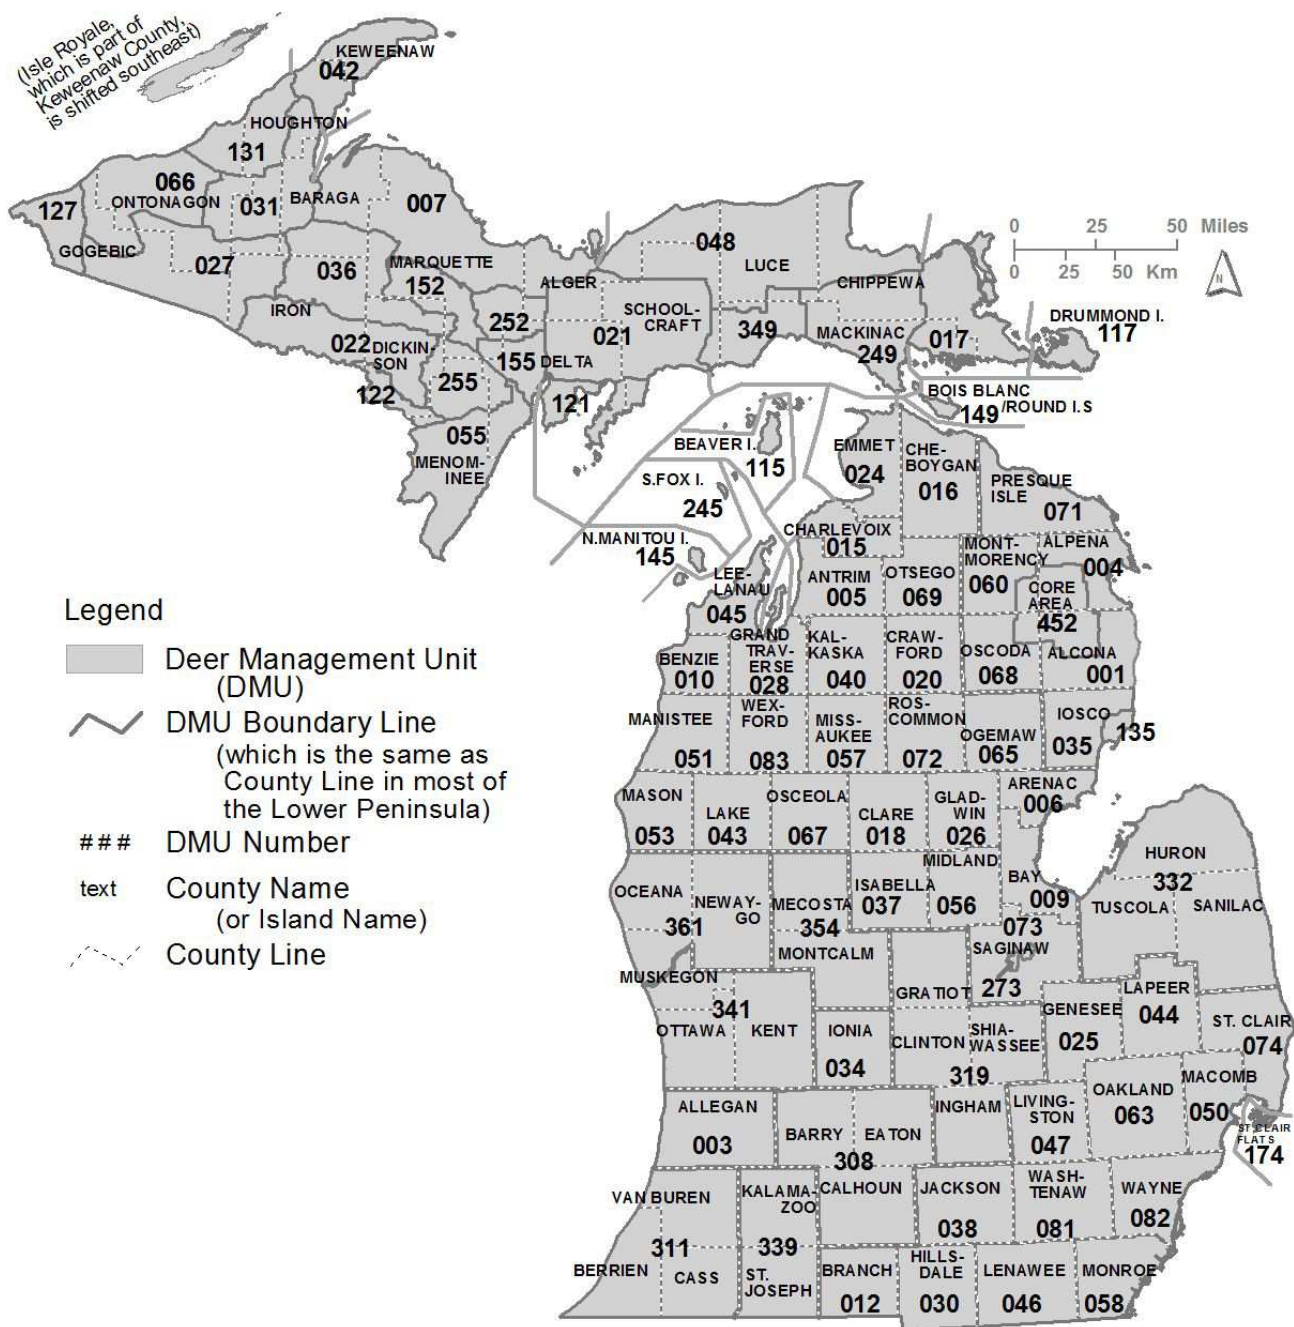 (Isle Royale,
which is part of
Keweenaw County,
is shifted southeast)
KEWEENAW
042
HOUGHTON
131
066
ONTONAGON
031
BARAGA
007
127
GOGEBIC
027
036
MARQUETTE
152
048
LUCE
ALGER
CHIPPEWA
0 25 50 Miles
0 25 50 Km
N
IRON
252
SCHOOL-
CRAFT
021
349
MACKINAC
249
017
DRUMMOND I.
117
022
DICKIN-
SON
155
DELTA
255
122
121
BOIS BLANC
149
/ROUND I.S
055
MENOM-
INEE
BEAVER I.
115
EMMET
024
CHE-
BOYGAN
016
S.FOX I.
245
PRESQUE
ISLE
071
N.MANITOU I.
145
CHARLEVOIX
015
MONT-
MORENCY
060
ALPENA
004
LEE-
LANAU
045
ANTRIM
005
OTSEGO
069
CORE
AREA
452
GRAND
TRAV-
ERSE
028
KAL-
KASKA
040
CRAW-
FORD
020
OSCODA
068
ALCONA
001
BENZIE
010
MANISTEE
051
WEX-
FORD
083
MISS-
AUKEE
057
ROS-
COMMON
072
OGEMAW
065
IOSCO
035
135
MASON
053
LAKE
043
OSCEOLA
067
CLARE
018
GLAD-
WIN
026
ARENAC
006
OCEANA
361
NEWAY-
GO
MECOSTA
354
MONTCALM
ISABELLA
037
MIDLAND
056
BAY
009
HURON
332
TUSCOLA
SANILAC
073
SAGINAW
273
MUSKEGON
341
OTTAWA
KENT
IONIA
034
GRATIOT
CLINTON
SHIA-
WASSEE
319
GENESEE
025
LAPEER
044
ST. CLAIR
074
ALLEGAN
003
BARRY
EATON
308
INGHAM
LIVING-
STON
047
OAKLAND
063
MACOMB
050
ST.CLAIR
FLATS
174
VAN BUREN
311
KALAMA-
ZOO
339
CALHOUN
JACKSON
038
WASH-
TENAW
081
WAYNE
082
BERRIEN
CASS
ST.
JOSEPH
BRANCH
012
HILLS-
DALE
030
LENAWEE
046
MONROE
058
Legend
Deer Management Unit
(DMU)
DMU Boundary Line
(which is the same as
County Line in most of
the Lower Peninsula)
### DMU Number
text County Name
(or Island Name)
County Line